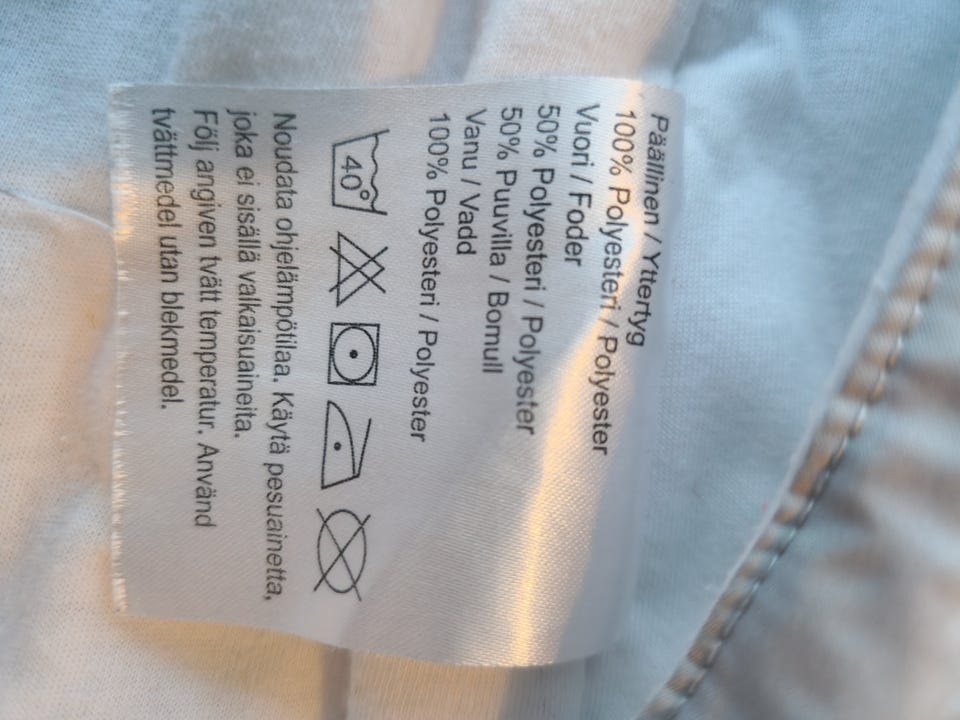 Päällinen / Yttertyg
100% Polyesteri / Polyester
Vuori / Foder
50% Polyesteri / Polyester
50% Puuvilla / Bomull
Vanu / Vadd
100% Polyesteri / Polyester
40°
Noudata ohjelämpötilaa. Käytä pesuainetta,
joka ei sisällä valkaisuaineita.
Följ angiven tvätt temperatur. Använd
tvättmedel utan blekmedel.